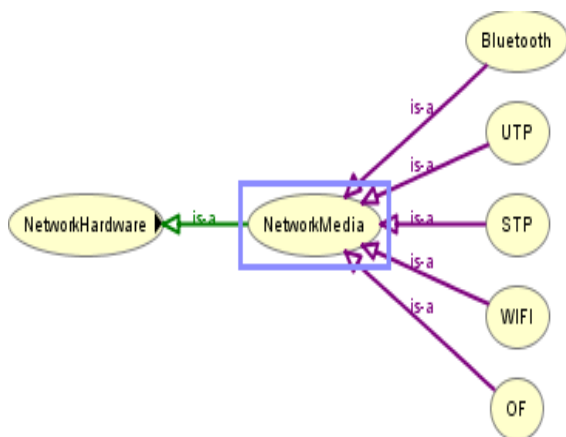 Bluetooth
is-a
UTP
is-a
NetworkHardware
is-a
NetworkMedia
is-a
STP
is-a
WIFI
is-a
OF